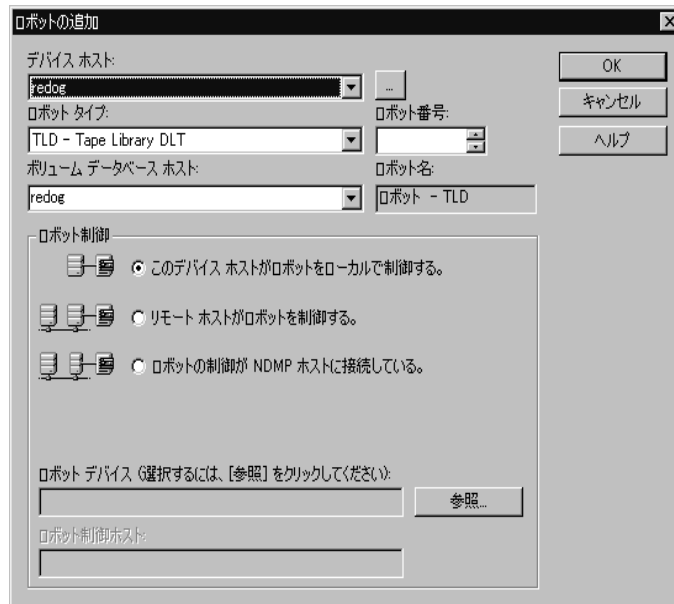 ロボットの追加
デバイス ホスト:
redog
...
OK
キャンセル
ヘルプ
ロボット タイプ:
ロボット番号:
TLD - Tape Library DLT
ボリューム データベース ホスト:
ロボット名:
redog
ロボット - TLD
ロボット制御
このデバイス ホストがロボットをローカルで制御する。
リモート ホストがロボットを制御する。
ロボットの制御が NDMP ホストに接続している。
ロボット デバイス (選択するには、[参照] をクリックしてください):
参照...
ロボット制御ホスト: